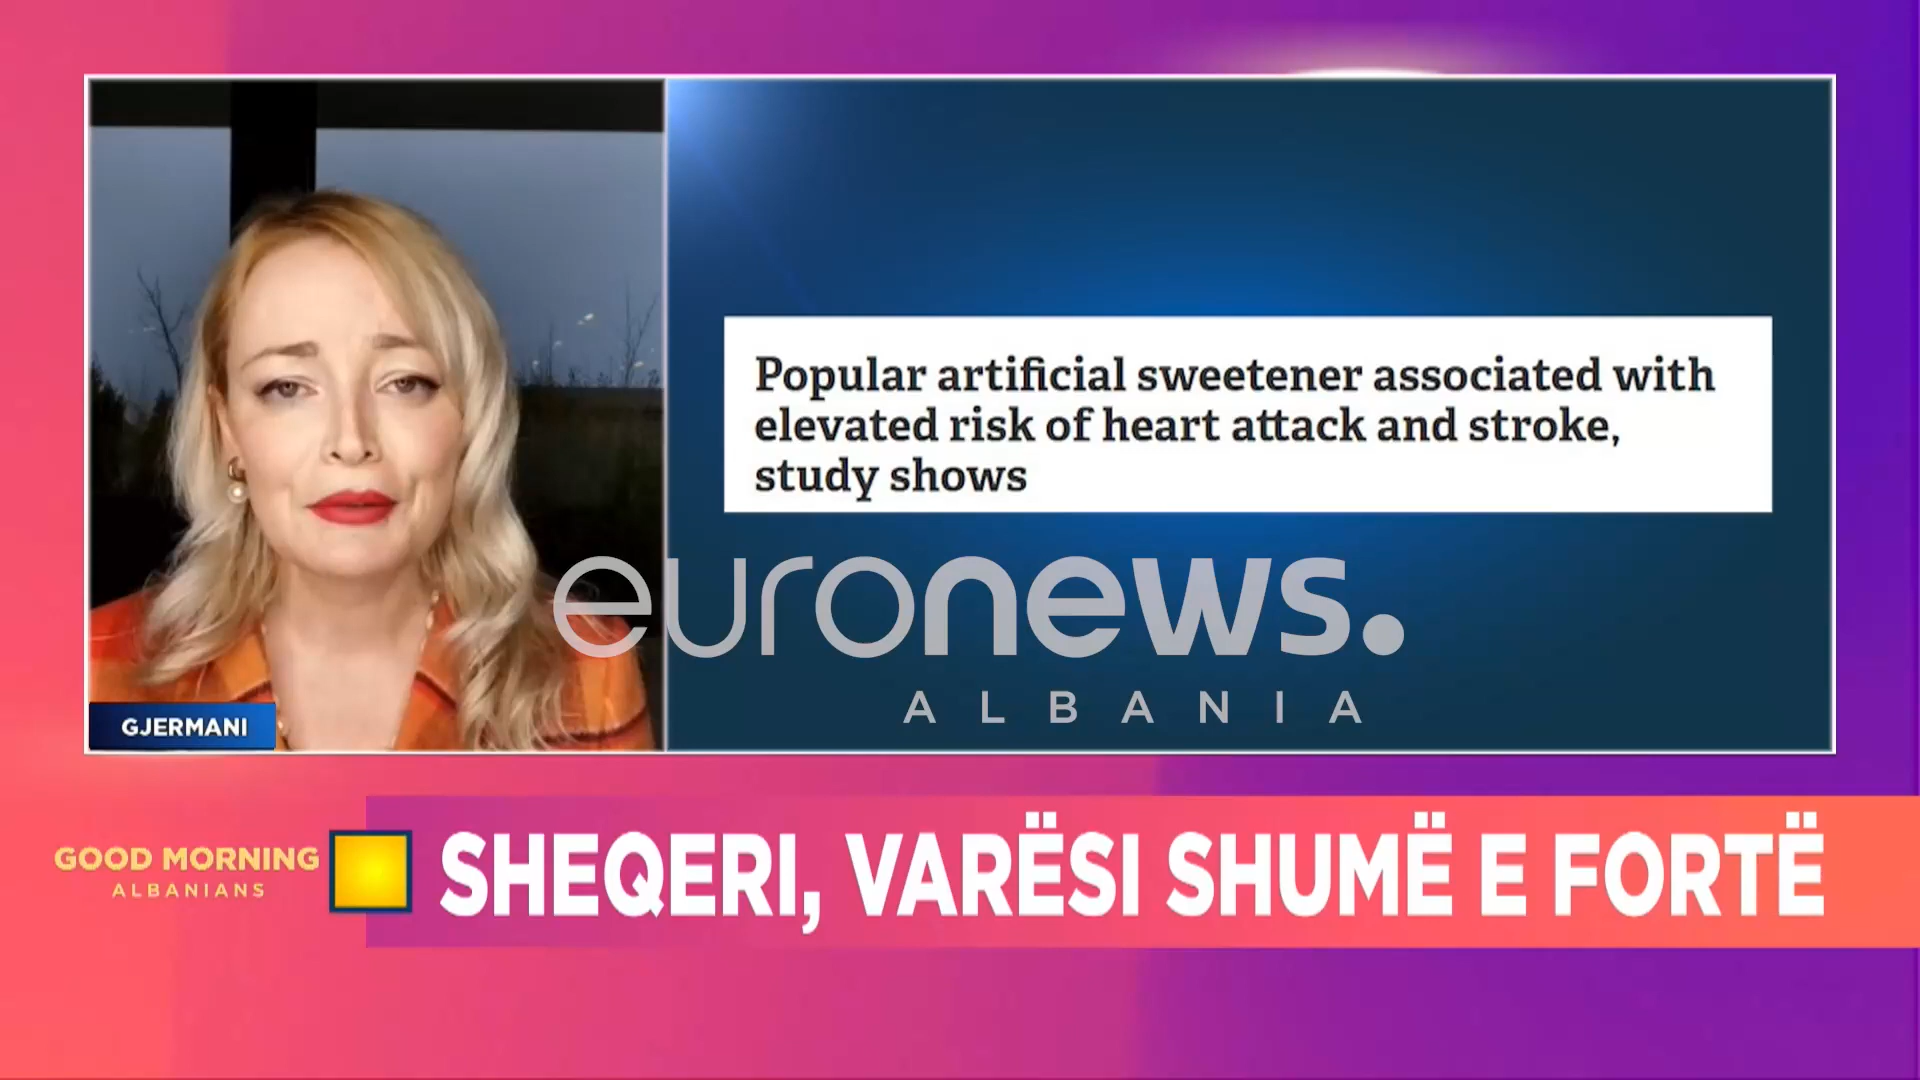 Popular artificial sweetener associated with
elevated risk of heart attack and stroke,
study shows
euronews.
ALBANIA
GJERMANI
GOOD MORNING
ALBANIANS
SHEQERI, VARËSI SHUMË E FORTË